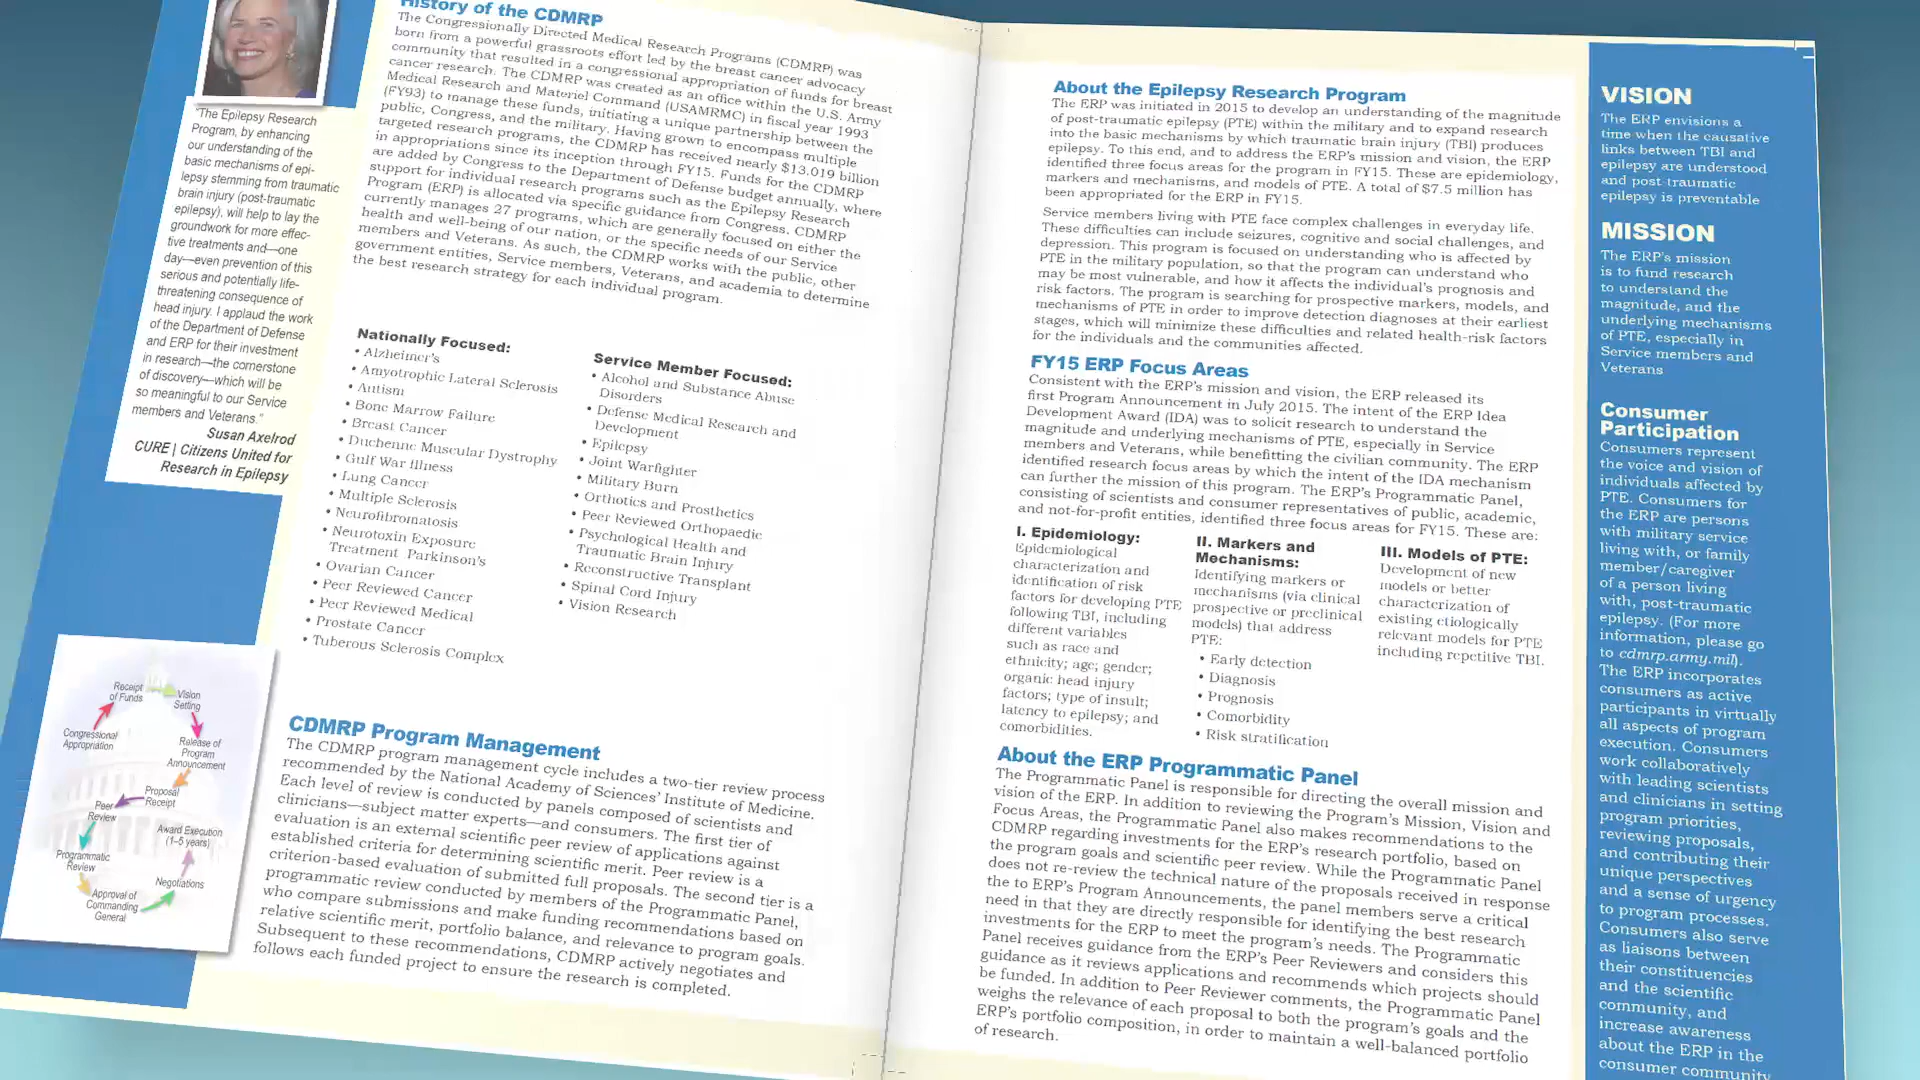 "The Epilepsy Research
Program, by enhancing
our understanding of the
basic mechanisms of epi-
lepsy stemming from traumatic
brain injury (post-traumatic
epilepsy), will help to lay the
groundwork for more effec-
tive treatments and—one
day—even prevention of this
serious and potentially life-
threatening consequence of
head injury. I applaud the work
of the Department of Defense
and ERP for their investment
in research—the cornerstone
of discovery—which will be
so meaningful to our Service
members and Veterans."
Susan Axelrod
CURE | Citizens United for
Research in Epilepsy
Receipt
of Funds
Vision
Setting
Release of
Program
Announcement
Proposal
Receipt
Peer
Review
Programmatic
Review
Approval of
Commanding
General
Negotiations
Award Execution
(1–5 years)
Congressional
Appropriation
History of the CDMRP
The Congressionally Directed Medical Research Programs (CDMRP) was
born from a powerful grassroots effort led by the breast cancer advocacy
community that resulted in a congressional appropriation of funds for breast
cancer research. The CDMRP was created as an office within the U.S. Army
Medical Research and Materiel Command (USAMRMC) in fiscal year 1993
(FY93) to manage these funds, initiating a unique partnership between the
public, Congress, and the military. Having grown to encompass multiple
targeted research programs, the CDMRP has received nearly $13.019 billion
in appropriations since its inception through FY15. Funds for the CDMRP
are added by Congress to the Department of Defense budget annually, where
support for individual research programs such as the Epilepsy Research
Program (ERP) is allocated via specific guidance from Congress. CDMRP
currently manages 27 programs, which are generally focused on either the
health and well-being of our nation, or the specific needs of our Service
members and Veterans. As such, the CDMRP works with the public, other
government entities, Service members, Veterans, and academia to determine
the best research strategy for each individual program.
Nationally Focused:
• Alzheimer's
• Amyotrophic Lateral Sclerosis
• Autism
• Bone Marrow Failure
• Breast Cancer
• Duchenne Muscular Dystrophy
• Gulf War Illness
• Lung Cancer
• Multiple Sclerosis
• Neurofibromatosis
• Neurotoxin Exposure
Treatment Parkinson's
• Ovarian Cancer
• Peer Reviewed Cancer
• Peer Reviewed Medical
• Prostate Cancer
• Tuberous Sclerosis Complex
Service Member Focused:
• Alcohol and Substance Abuse
Disorders
• Defense Medical Research and
Development
• Epilepsy
• Joint Warfighter
• Military Burn
• Orthotics and Prosthetics
• Peer Reviewed Orthopaedic
• Psychological Health and
Traumatic Brain Injury
• Reconstructive Transplant
• Spinal Cord Injury
• Vision Research
CDMRP Program Management
The CDMRP program management cycle includes a two-tier review process
recommended by the National Academy of Sciences' Institute of Medicine.
Each level of review is conducted by panels composed of scientists and
clinicians—subject matter experts—and consumers. The first tier of
evaluation is an external scientific peer review of applications against
established criteria for determining scientific merit. Peer review is a
criterion-based evaluation of submitted full proposals. The second tier is a
programmatic review conducted by members of the Programmatic Panel,
who compare submissions and make funding recommendations based on
relative scientific merit, portfolio balance, and relevance to program goals.
Subsequent to these recommendations, CDMRP actively negotiates and
follows each funded project to ensure the research is completed.
About the Epilepsy Research Program
The ERP was initiated in 2015 to develop an understanding of the magnitude
of post-traumatic epilepsy (PTE) within the military and to expand research
into the basic mechanisms by which traumatic brain injury (TBI) produces
epilepsy. To this end, and to address the ERP's mission and vision, the ERP
identified three focus areas for the program in FY15. These are epidemiology,
markers and mechanisms, and models of PTE. A total of $7.5 million has
been appropriated for the ERP in FY15.
Service members living with PTE face complex challenges in everyday life.
These difficulties can include seizures, cognitive and social challenges, and
depression. This program is focused on understanding who is affected by
PTE in the military population, so that the program can understand who
may be most vulnerable, and how it affects the individual's prognosis and
risk factors. The program is searching for prospective markers, models, and
mechanisms of PTE in order to improve detection diagnoses at their earliest
stages, which will minimize these difficulties and related health-risk factors
for the individuals and the communities affected.
FY15 ERP Focus Areas
Consistent with the ERP's mission and vision, the ERP released its
first Program Announcement in July 2015. The intent of the ERP Idea
Development Award (IDA) was to solicit research to understand the
magnitude and underlying mechanisms of PTE, especially in Service
members and Veterans, while benefitting the civilian community. The ERP
identified research focus areas by which the intent of the IDA mechanism
can further the mission of this program. The ERP's Programmatic Panel,
consisting of scientists and consumer representatives of public, academic,
and not-for-profit entities, identified three focus areas for FY15. These are:
I. Epidemiology:
Epidemiological
characterization and
identification of risk
factors for developing PTE
following TBI, including
different variables
such as race and
ethnicity; age; gender;
organic head injury
factors; type of insult;
latency to epilepsy; and
comorbidities.
II. Markers and
Mechanisms:
Identifying markers or
mechanisms (via clinical
prospective or preclinical
models) that address
PTE:
• Early detection
• Diagnosis
• Prognosis
• Comorbidity
• Risk stratification
III. Models of PTE:
Development of new
models or better
characterization of
existing etiologically
relevant models for PTE
including repetitive TBI.
About the ERP Programmatic Panel
The Programmatic Panel is responsible for directing the overall mission and
vision of the ERP. In addition to reviewing the Program's Mission, Vision and
Focus Areas, the Programmatic Panel also makes recommendations to the
CDMRP regarding investments for the ERP's research portfolio, based on
the program goals and scientific peer review. While the Programmatic Panel
does not re-review the technical nature of the proposals received in response
the to ERP's Program Announcements, the panel members serve a critical
need in that they are directly responsible for identifying the best research
investments for the ERP to meet the program's needs. The Programmatic
Panel receives guidance from the ERP's Peer Reviewers and considers this
guidance as it reviews applications and recommends which projects should
be funded. In addition to Peer Reviewer comments, the Programmatic Panel
weighs the relevance of each proposal to both the program's goals and the
ERP's portfolio composition, in order to maintain a well-balanced portfolio
of research.
VISION
The ERP envisions a
time when the causative
links between TBI and
epilepsy are understood
and post-traumatic
epilepsy is preventable
MISSION
The ERP's mission
is to fund research
to understand the
magnitude, and the
underlying mechanisms
of PTE, especially in
Service members and
Veterans
Consumer
Participation
Consumers represent
the voice and vision of
individuals affected by
PTE. Consumers for
the ERP are persons
with military service
living with, or family
member/caregiver
of a person living
with, post-traumatic
epilepsy. (For more
information, please go
to cdmrp.army.mil).
The ERP incorporates
consumers as active
participants in virtually
all aspects of program
execution. Consumers
work collaboratively
with leading scientists
and clinicians in setting
program priorities,
reviewing proposals,
and contributing their
unique perspectives
and a sense of urgency
to program processes.
Consumers also serve
as liaisons between
their constituencies
and the scientific
community, and
increase awareness
about the ERP in the
consumer community